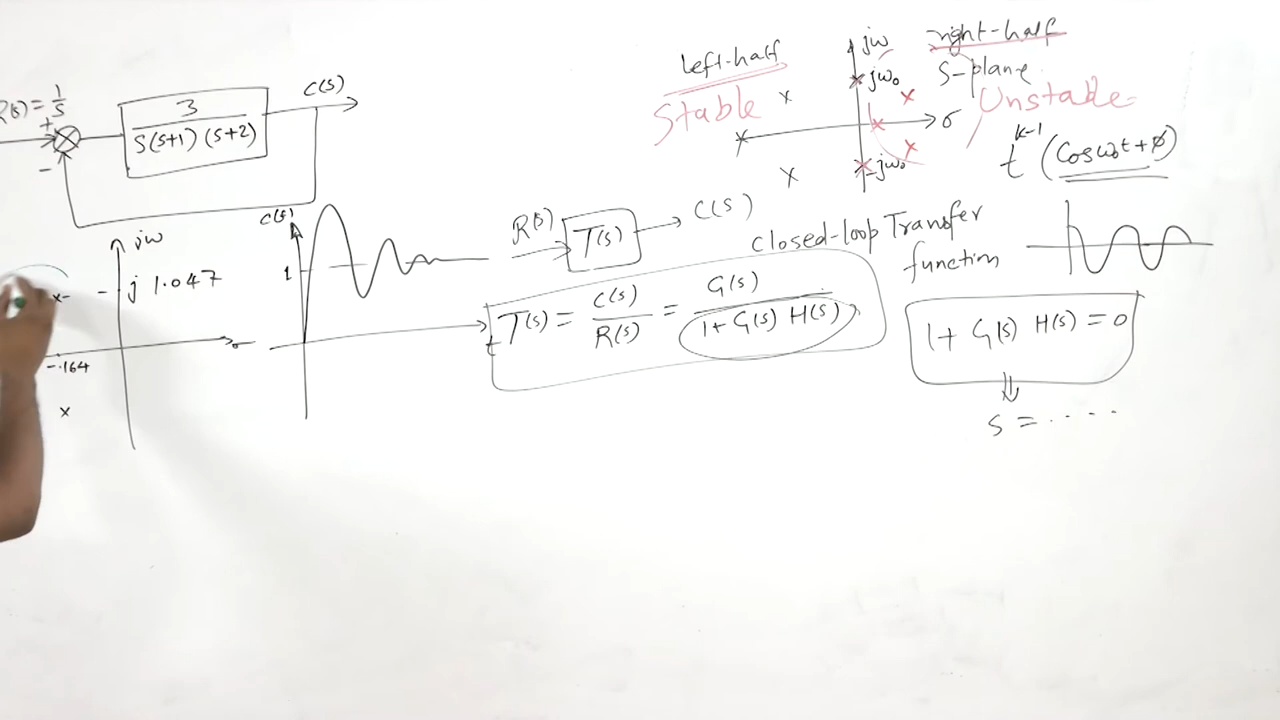 R(s) = 1/s
+
-
3
s(s+1) (s+2)
C(s)
jω
j 1.047
-.164
σ
x
x
C(s)
1
t
R(s)
T(s)
C(s)
Closed-loop Transfer
function
T(s) = C(s)/R(s) = G(s)/(1+ G(s) H(s))
left-half
Stable
jω
jω₀
-jω₀
σ
right-half
S-plane
Unstable
t^(k-1) (Cosω₀t + φ)
1+ G(s) H(s) = 0
⇓
s = .....